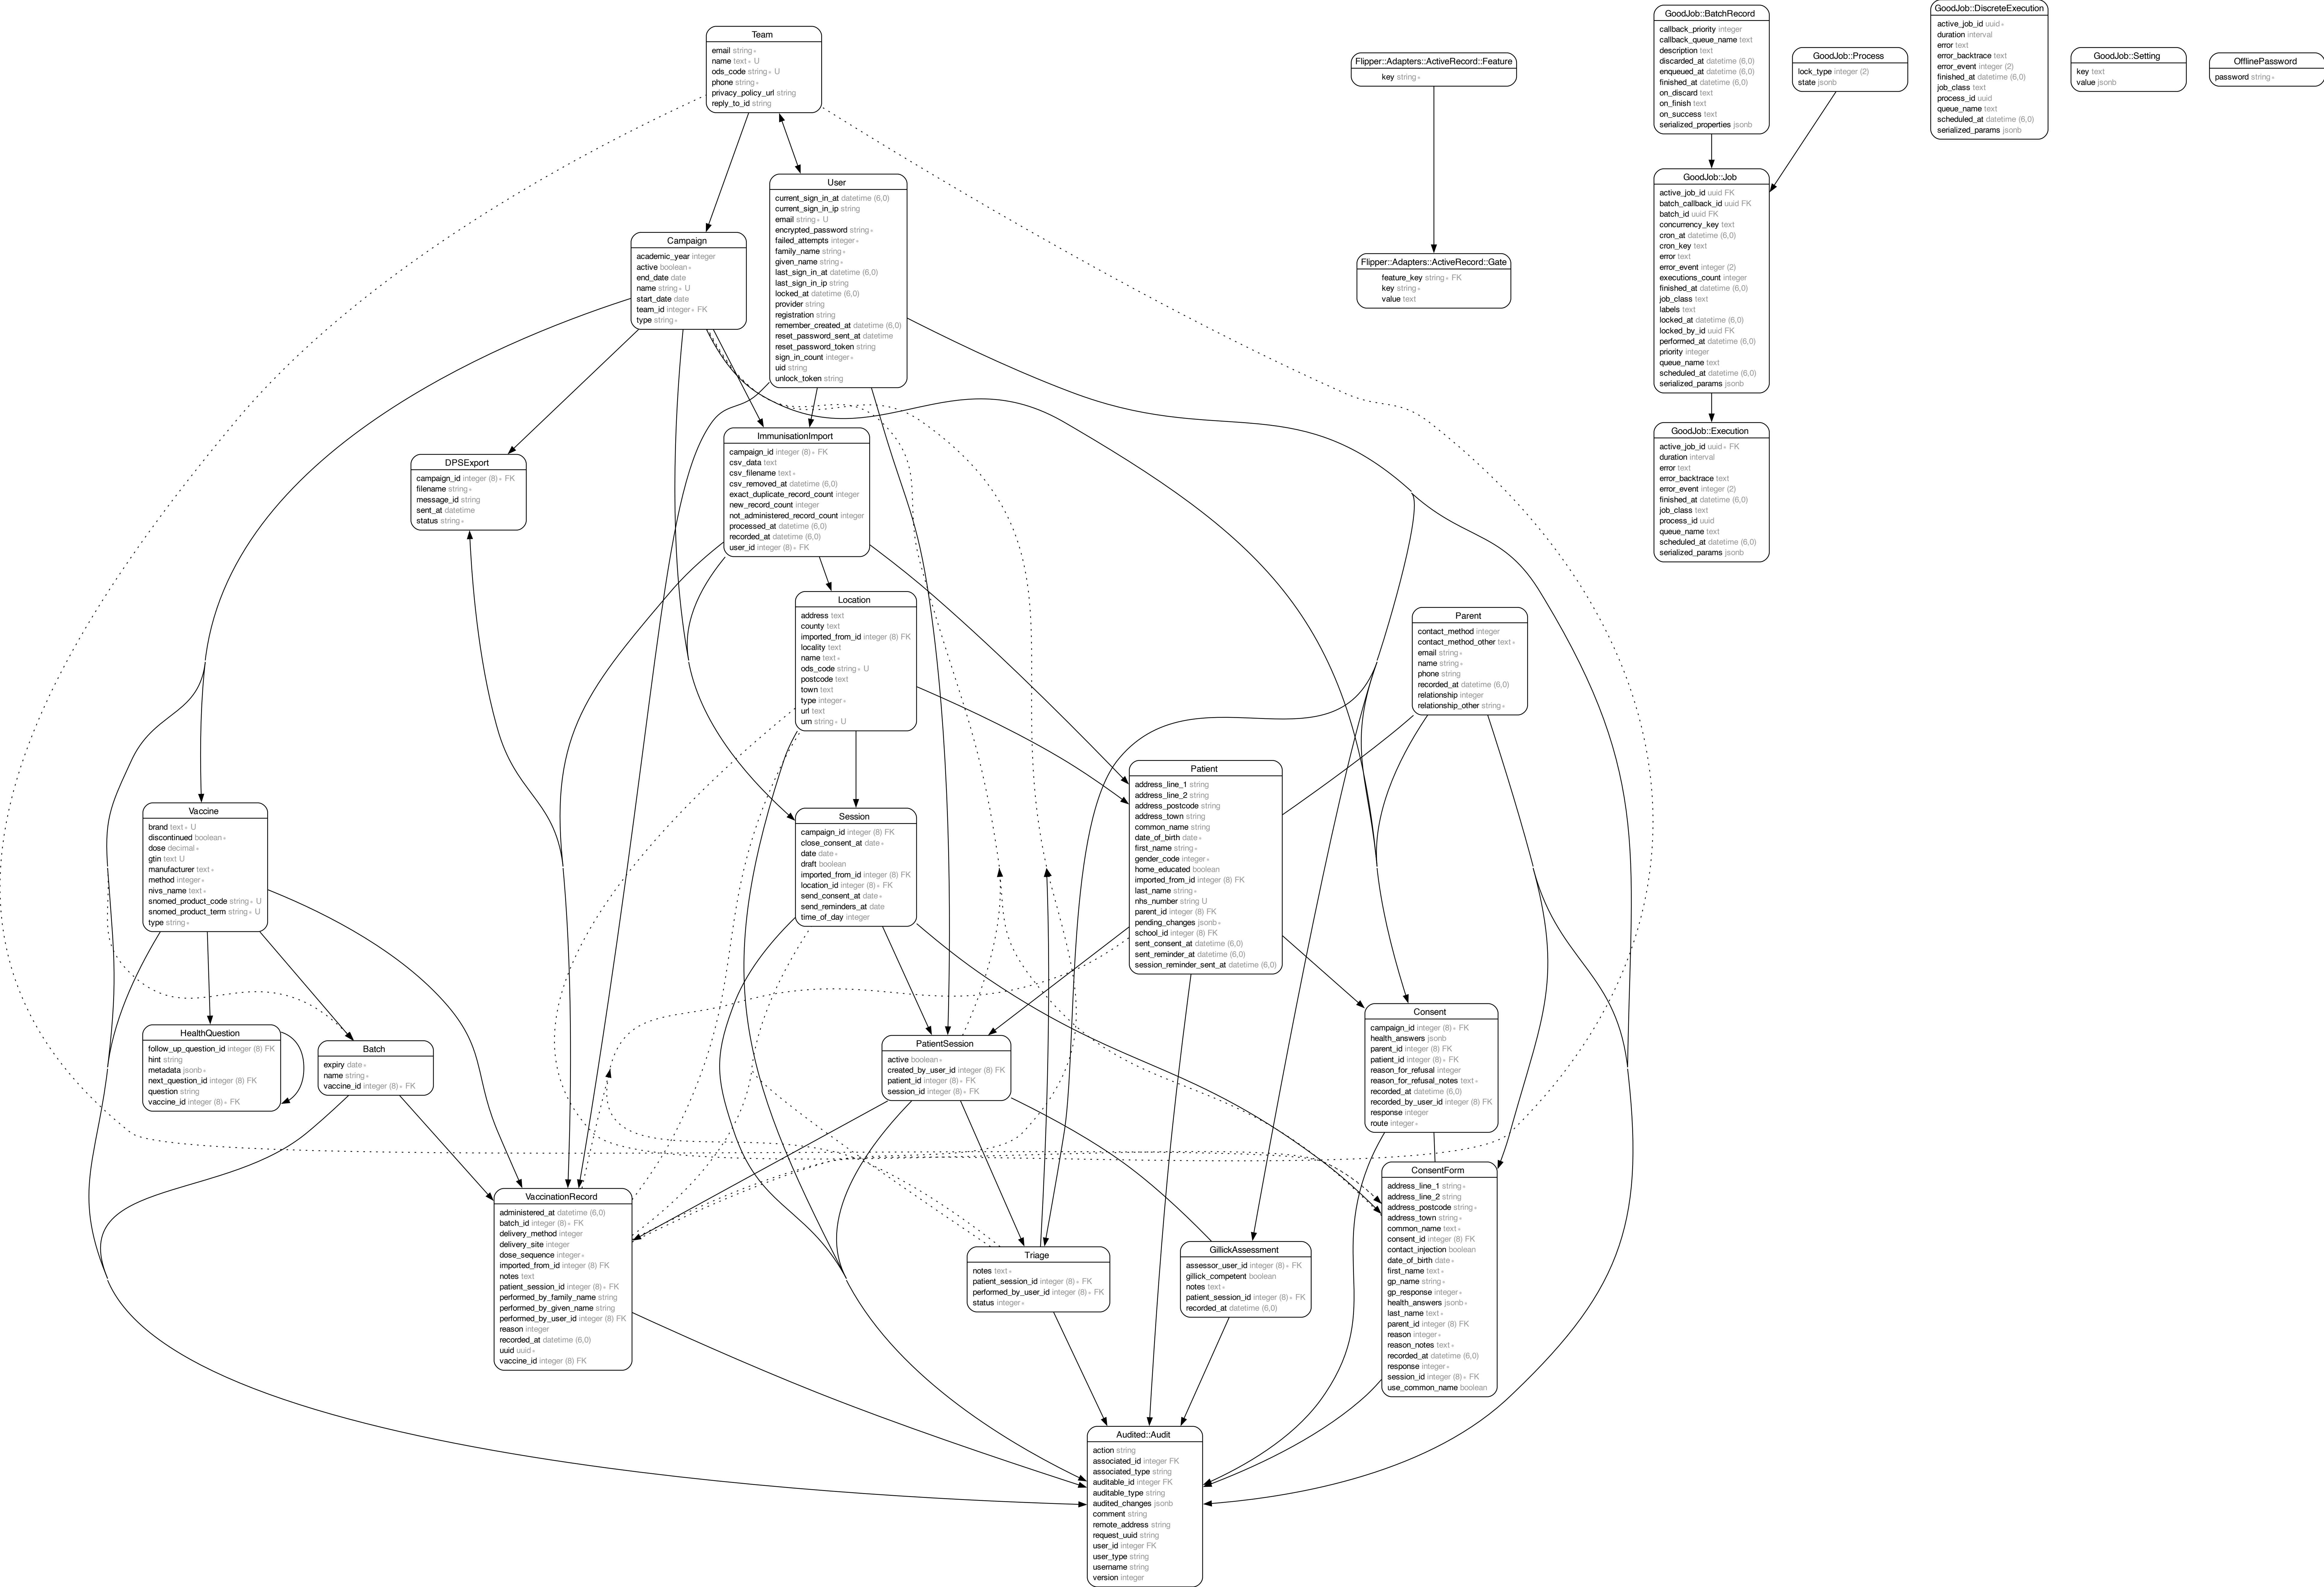 Team
email string ∗
name text ∗ U
ods_code string ∗ U
phone string ∗
privacy_policy_url string
reply_to_id string
User
current_sign_in_at datetime (6,0)
current_sign_in_ip string
email string ∗ U
encrypted_password string ∗
failed_attempts integer ∗
family_name string ∗
given_name string ∗
last_sign_in_at datetime (6,0)
last_sign_in_ip string
locked_at datetime (6,0)
provider string
registration string
remember_created_at datetime (6,0)
reset_password_sent_at datetime
reset_password_token string
sign_in_count integer ∗
uid string
unlock_token string
Campaign
academic_year integer
active boolean ∗
end_date date
name string ∗ U
start_date date
team_id integer ∗ FK
type string ∗
DPSExport
campaign_id integer (8) ∗ FK
filename string ∗
message_id string
sent_at datetime
status string ∗
ImmunisationImport
campaign_id integer (8) ∗ FK
csv_data text
csv_filename text ∗
csv_removed_at datetime (6,0)
exact_duplicate_record_count integer
new_record_count integer
not_administered_record_count integer
processed_at datetime (6,0)
recorded_at datetime (6,0)
user_id integer (8) ∗ FK
Location
address text
county text
imported_from_id integer (8) FK
locality text
name text ∗
ods_code string ∗ U
postcode text
town text
type integer ∗
url text
urn string ∗ U
Flipper::Adapters::ActiveRecord::Feature
key string ∗
Flipper::Adapters::ActiveRecord::Gate
feature_key string ∗ FK
key string ∗
value text
GoodJob::BatchRecord
callback_priority integer
callback_queue_name text
description text
discarded_at datetime (6,0)
enqueued_at datetime (6,0)
finished_at datetime (6,0)
on_discard text
on_finish text
on_success text
serialized_properties jsonb
GoodJob::Process
lock_type integer (2)
state jsonb
GoodJob::DiscreteExecution
active_job_id uuid ∗
duration interval
error text
error_backtrace text
error_event integer (2)
finished_at datetime (6,0)
job_class text
process_id uuid
queue_name text
scheduled_at datetime (6,0)
serialized_params jsonb
GoodJob::Setting
key text
value jsonb
OfflinePassword
password string ∗
GoodJob::Job
active_job_id uuid FK
batch_callback_id uuid FK
batch_id uuid FK
concurrency_key text
cron_at datetime (6,0)
cron_key text
error text
error_event integer (2)
executions_count integer
finished_at datetime (6,0)
job_class text
labels text
locked_at datetime (6,0)
locked_by_id uuid FK
performed_at datetime (6,0)
priority integer
queue_name text
scheduled_at datetime (6,0)
serialized_params jsonb
GoodJob::Execution
active_job_id uuid ∗ FK
duration interval
error text
error_backtrace text
error_event integer (2)
finished_at datetime (6,0)
job_class text
process_id uuid
queue_name text
scheduled_at datetime (6,0)
serialized_params jsonb
Parent
contact_method integer
contact_method_other text ∗
email string ∗
name string ∗
phone string
recorded_at datetime (6,0)
relationship integer
relationship_other string ∗
Patient
address_line_1 string
address_line_2 string
address_postcode string
address_town string
common_name string
date_of_birth date ∗
first_name string ∗
gender_code integer ∗
home_educated boolean
imported_from_id integer (8) FK
last_name string ∗
nhs_number string U
parent_id integer (8) FK
pending_changes jsonb ∗
school_id integer (8) FK
sent_consent_at datetime (6,0)
sent_reminder_at datetime (6,0)
session_reminder_sent_at datetime (6,0)
Vaccine
brand text ∗ U
discontinued boolean ∗
dose decimal ∗
gtin text U
manufacturer text ∗
method integer ∗
nivs_name text ∗
snomed_product_code string ∗ U
snomed_product_term string ∗ U
type string ∗
Session
campaign_id integer (8) FK
close_consent_at date ∗
date date ∗
draft boolean
imported_from_id integer (8) FK
location_id integer (8) ∗ FK
send_consent_at date ∗
send_reminders_at date
time_of_day integer
HealthQuestion
follow_up_question_id integer (8) FK
hint string
metadata jsonb ∗
next_question_id integer (8) FK
question string
vaccine_id integer (8) ∗ FK
Batch
expiry date ∗
name string ∗
vaccine_id integer (8) ∗ FK
PatientSession
active boolean ∗
created_by_user_id integer (8) FK
patient_id integer (8) ∗ FK
session_id integer (8) ∗ FK
Consent
campaign_id integer (8) ∗ FK
health_answers jsonb
parent_id integer (8) FK
patient_id integer (8) ∗ FK
reason_for_refusal integer
reason_for_refusal_notes text ∗
recorded_at datetime (6,0)
recorded_by_user_id integer (8) FK
response integer
route integer ∗
VaccinationRecord
administered_at datetime (6,0)
batch_id integer (8) ∗ FK
delivery_method integer
delivery_site integer
dose_sequence integer ∗
imported_from_id integer (8) FK
notes text
patient_session_id integer (8) ∗ FK
performed_by_family_name string
performed_by_given_name string
performed_by_user_id integer (8) FK
reason integer
recorded_at datetime (6,0)
uuid uuid ∗
vaccine_id integer (8) FK
Triage
notes text ∗
patient_session_id integer (8) ∗ FK
performed_by_user_id integer (8) ∗ FK
status integer ∗
GillickAssessment
assessor_user_id integer (8) ∗ FK
gillick_competent boolean
notes text ∗
patient_session_id integer (8) ∗ FK
recorded_at datetime (6,0)
ConsentForm
address_line_1 string ∗
address_line_2 string
address_postcode string ∗
address_town string ∗
common_name text ∗
consent_id integer (8) FK
contact_injection boolean
date_of_birth date ∗
first_name text ∗
gp_name string ∗
gp_response integer ∗
health_answers jsonb ∗
last_name text ∗
parent_id integer (8) FK
reason integer ∗
reason_notes text ∗
recorded_at datetime (6,0)
response integer ∗
session_id integer (8) ∗ FK
use_common_name boolean
Audited::Audit
action string
associated_id integer FK
associated_type string
auditable_id integer FK
auditable_type string
audited_changes jsonb
comment string
remote_address string
request_uuid string
user_id integer FK
user_type string
username string
version integer